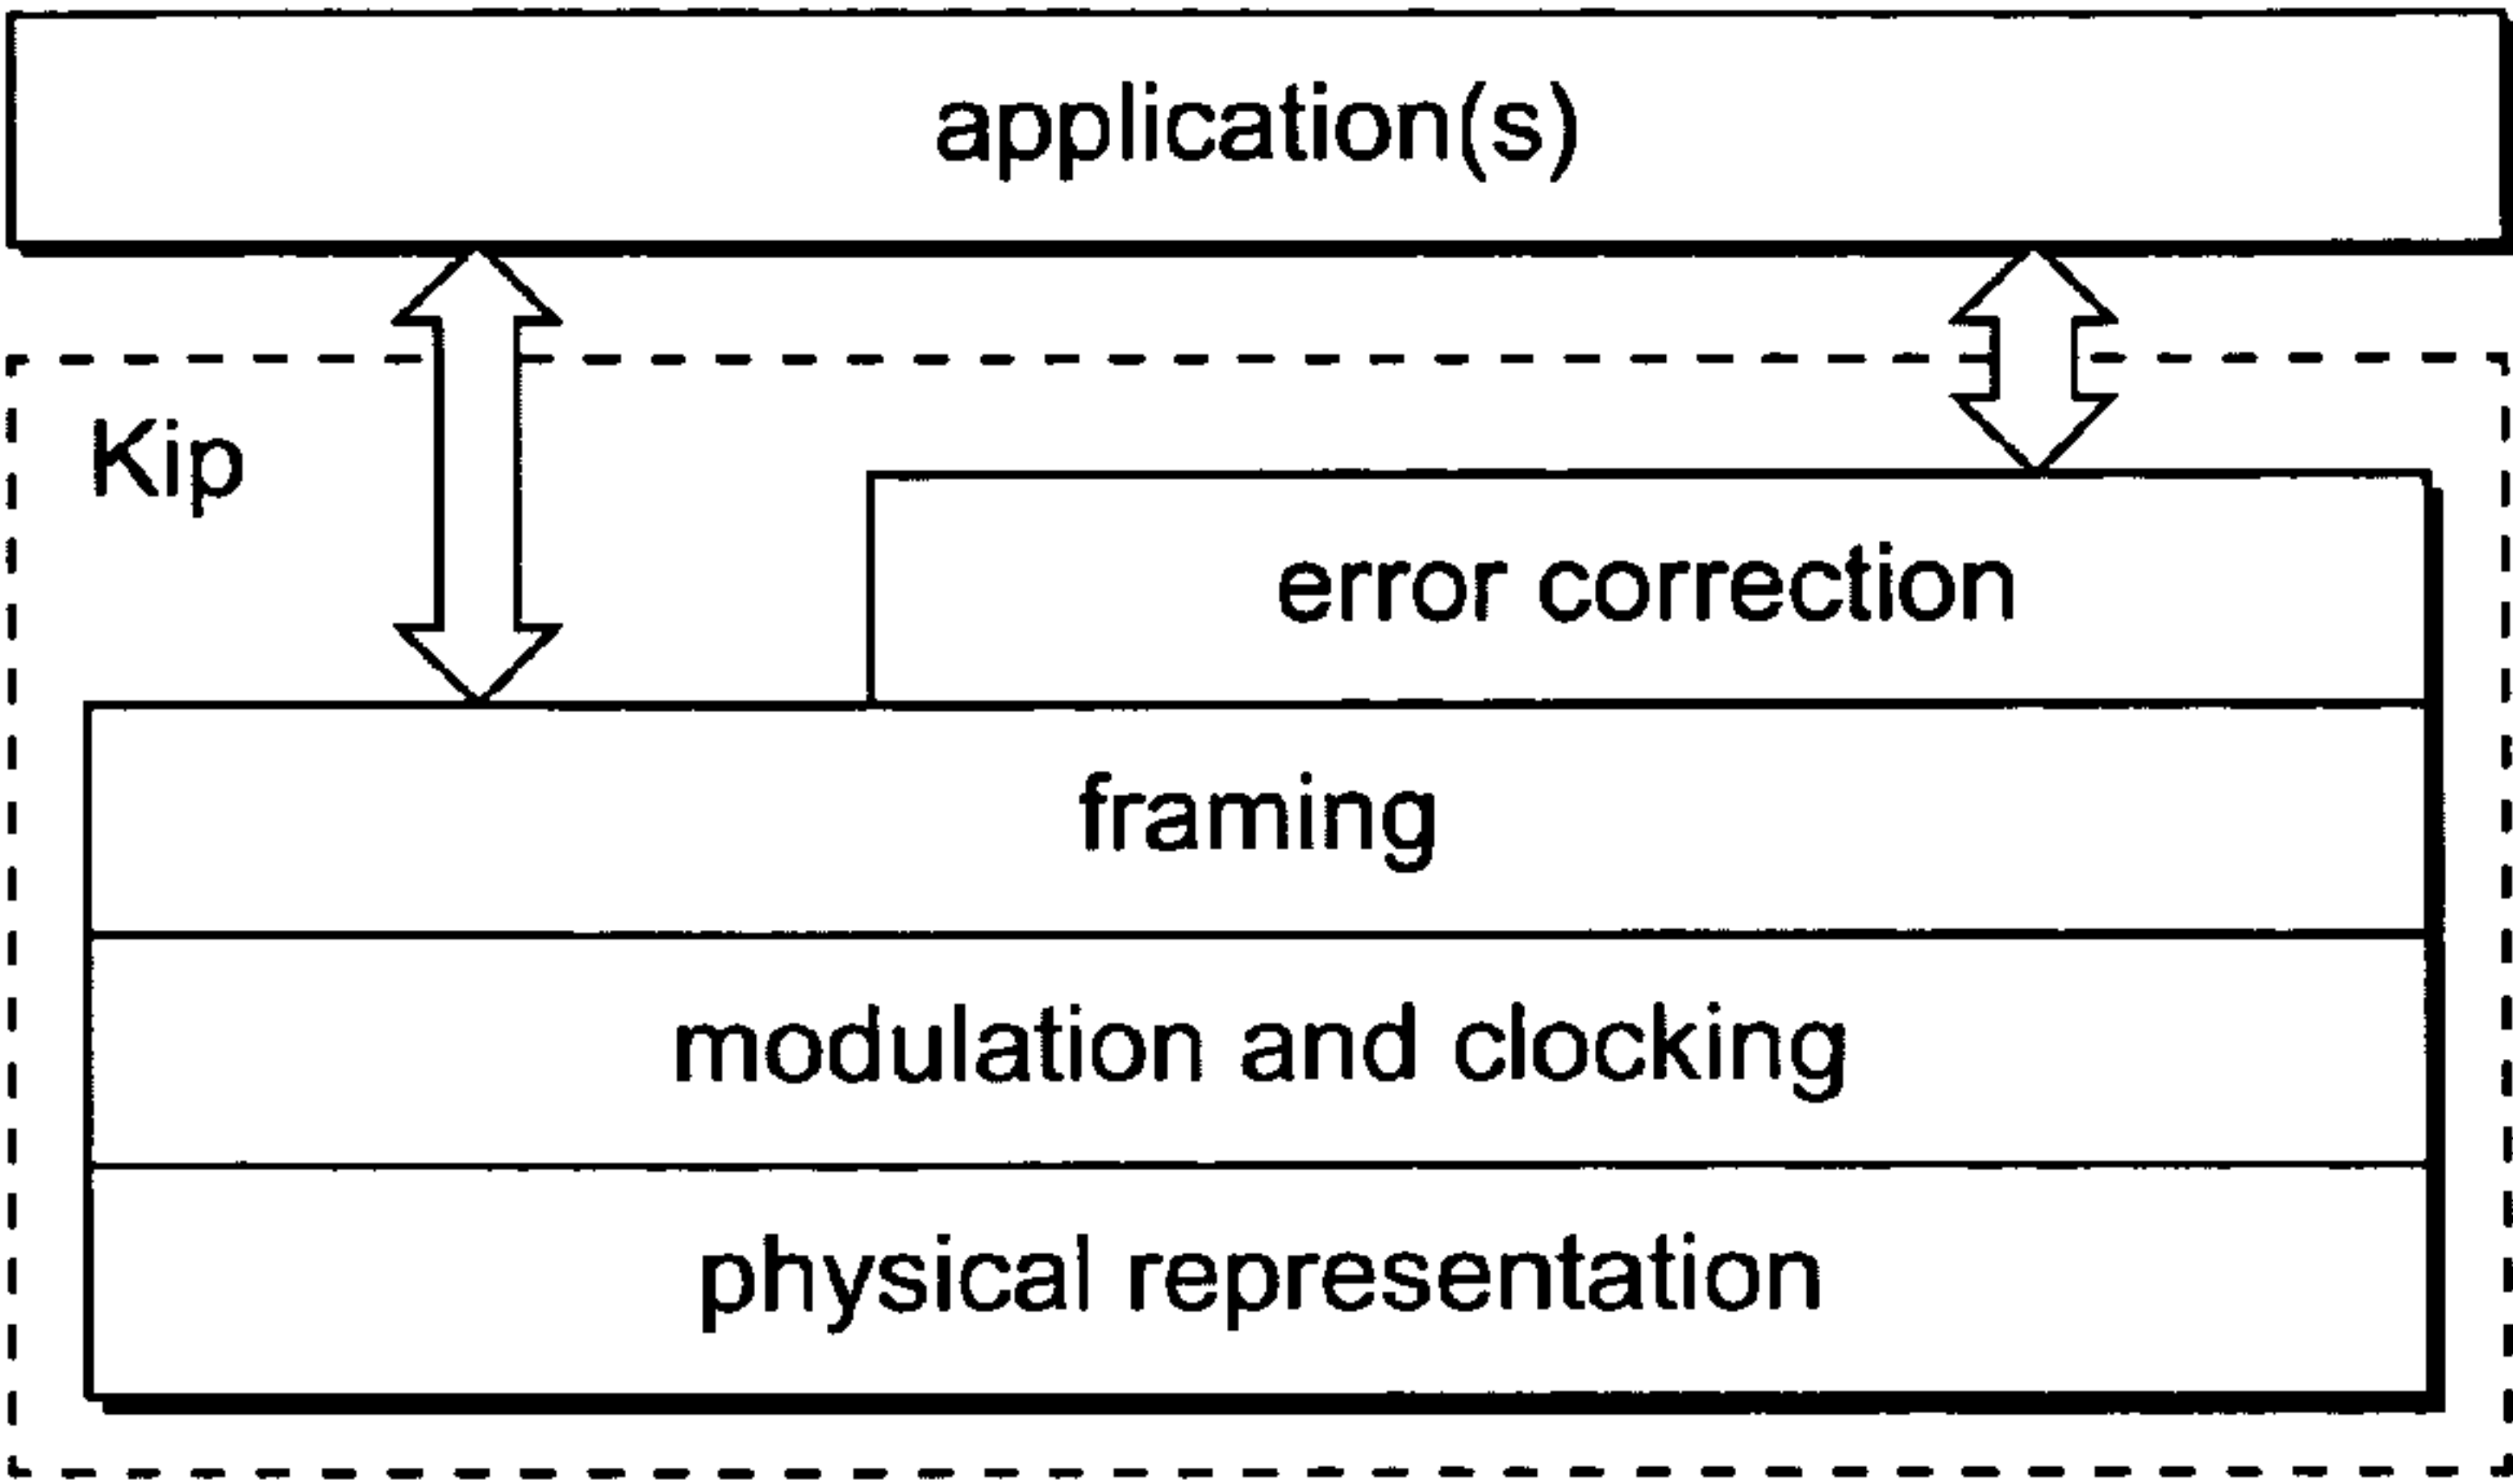 application(s)
Kip
error correction
framing
modulation and clocking
physical representation